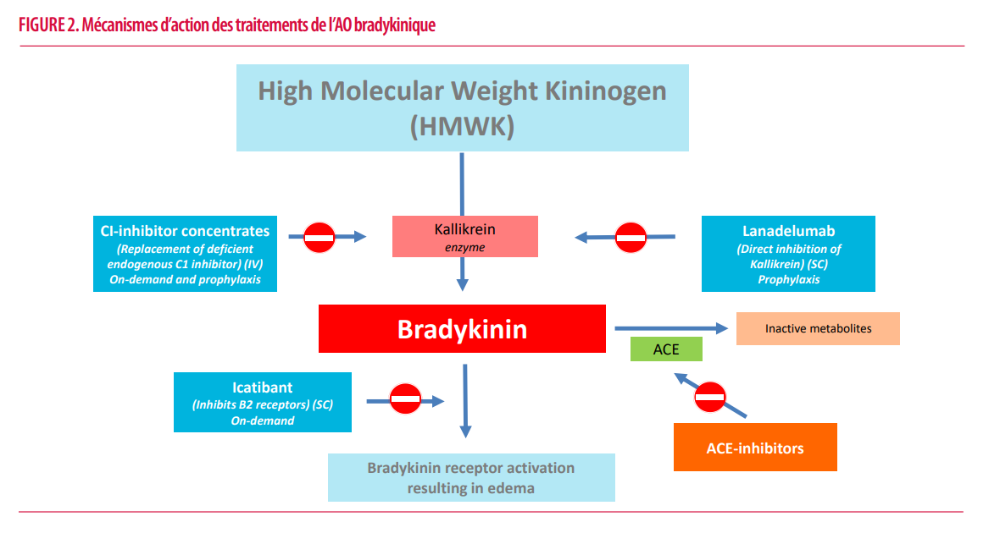 FIGURE 2. Mécanismes d’action des traitements de l’AO bradykinique
High Molecular Weight Kininogen
(HMWK)
CI-inhibitor concentrates
(Replacement of deficient
endogenous C1 inhibitor) (IV)
On-demand and prophylaxis
Kallikrein
enzyme
Lanadelumab
(Direct inhibition of
Kallikrein) (SC)
Prophylaxis
Bradykinin
Inactive metabolites
ACE
Icatibant
(Inhibits B2 receptors) (SC)
On-demand
ACE-inhibitors
Bradykinin receptor activation
resulting in edema